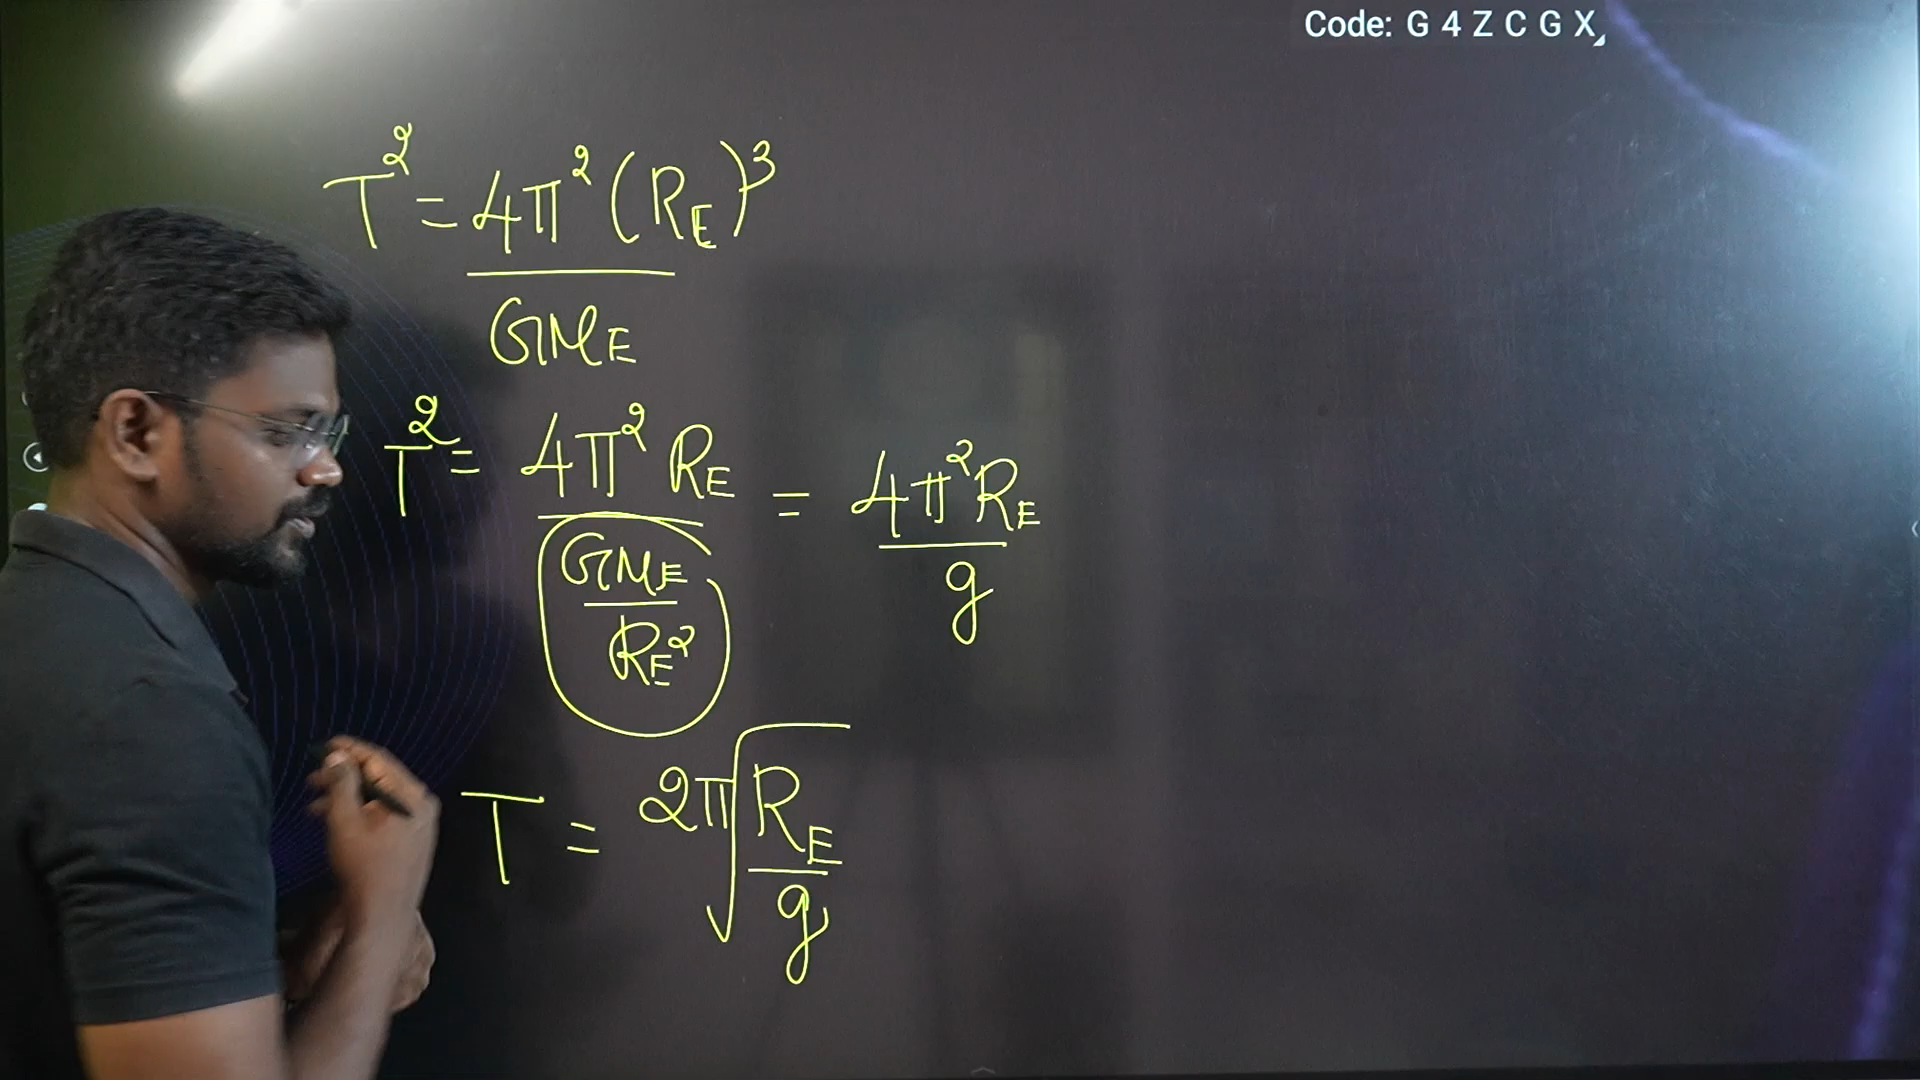 Code: G 4 Z C G X
T² = 4π² (R_E)³
GM_E
T² = 4π² R_E = 4π² R_E
GM_E
R_E²
g
T = 2π√R_E
g